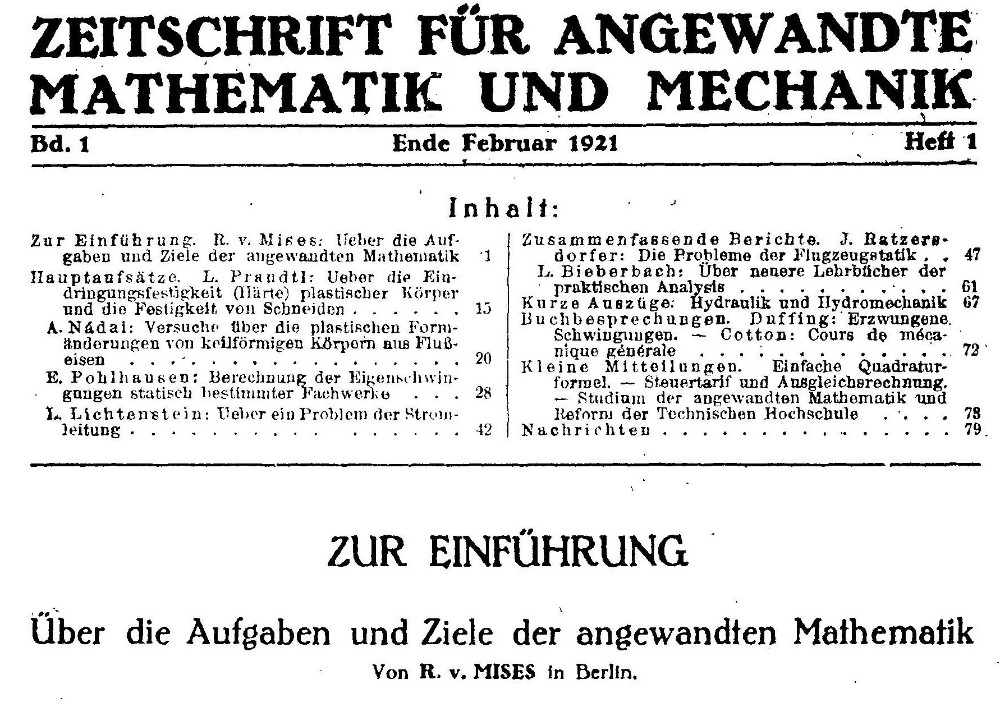 ZEITSCHRIFT FÜR ANGEWANDTE
MATHEMATIK UND MECHANIK
Bd. 1 Ende Februar 1921 Heft 1
Inhalt:
Zur Einführung. R. v. Mises: Ueber die Auf-
gaben und Ziele der angewandten Mathematik 1
Hauptaufsätze. L. Prandtl: Ueber die Ein-
dringungsfestigkeit (Härte) plastischer Körper
und die Festigkeit von Schneiden . . . . . . 15
A. Nádai: Versuche über die plastischen Form-
änderungen von keilförmigen Körpern aus Fluß-
eisen . . . . . . . . . . . . . . . . 20
E. Pohlhausen: Berechnung der Eigenschwin-
gungen statisch bestimmter Fachwerke . . . 28
L. Lichtenstein: Ueber ein Problem der Strom-
leitung . . . . . . . . . . . . . . . 42
Zusammenfassende Berichte. J. Ratzers-
dorfer: Die Probleme der Flugzeugstatik . . 47
L. Bieberbach: Über neuere Lehrbücher der
praktischen Analysis . . . . . . . . . . . 61
Kurze Auszüge: Hydraulik und Hydromechanik 67
Buchbesprechungen. Duffing: Erzwungene
Schwingungen. — Cotton: Cours de méca-
nique générale . . . . . . . . . . . . . 72
Kleine Mitteilungen. Einfache Quadratur-
formel. — Steuertarif und Ausgleichsrechnung.
— Studium der angewandten Mathematik und
Reform der Technischen Hochschule . . . . 78
Nachrichten . . . . . . . . . . . . . . . 79
ZUR EINFÜHRUNG
Über die Aufgaben und Ziele der angewandten Mathematik
Von R. v. MISES in Berlin.